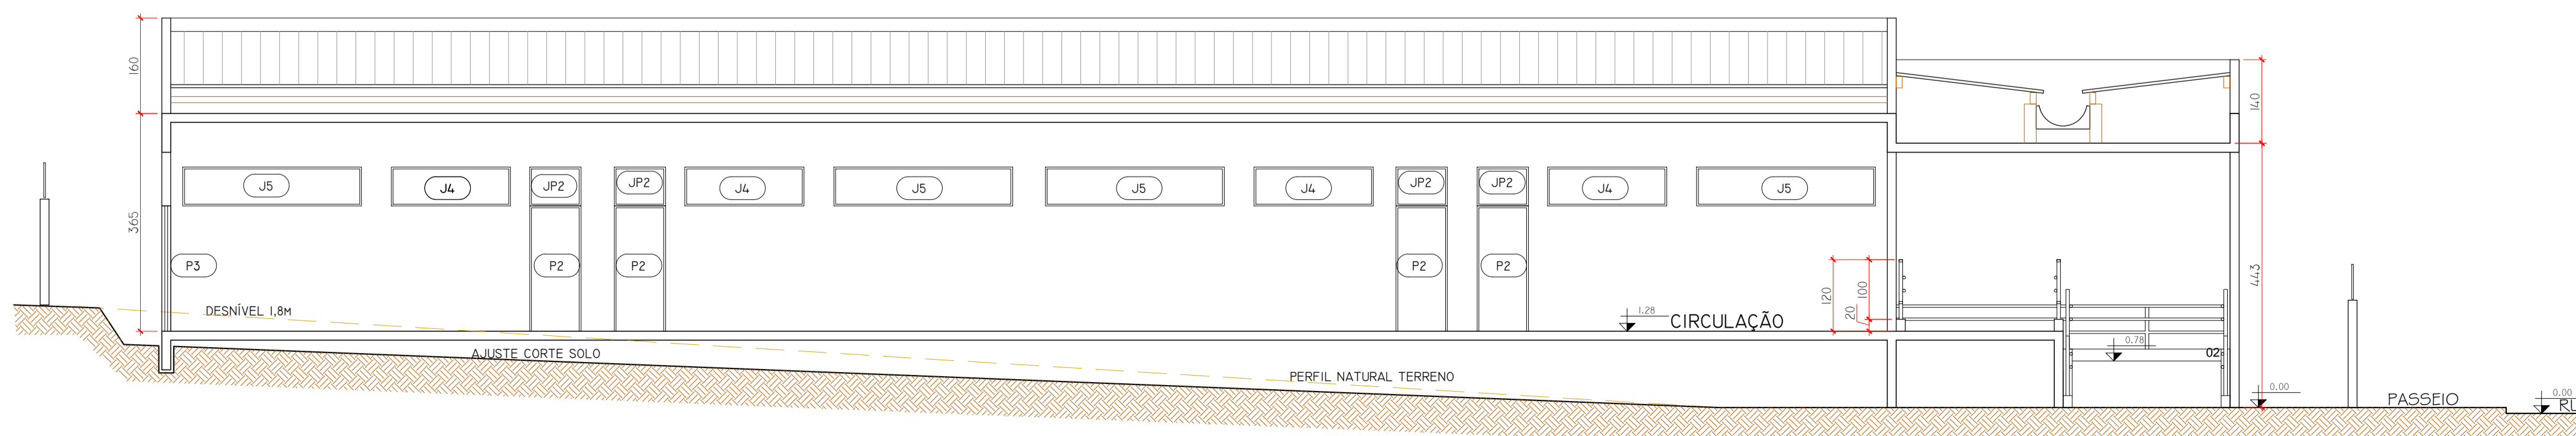 160
140
J5
J4
JP2
JP2
J4
J5
J5
J4
JP2
JP2
J4
J5
365
P3
P2
P2
P2
P2
443
120
100
20
DESNÍVEL 1,8M
1.28
CIRCULAÇÃO
0.78
02
AJUSTE CORTE SOLO
PERFIL NATURAL TERRENO
0.00
PASSEIO
0.00